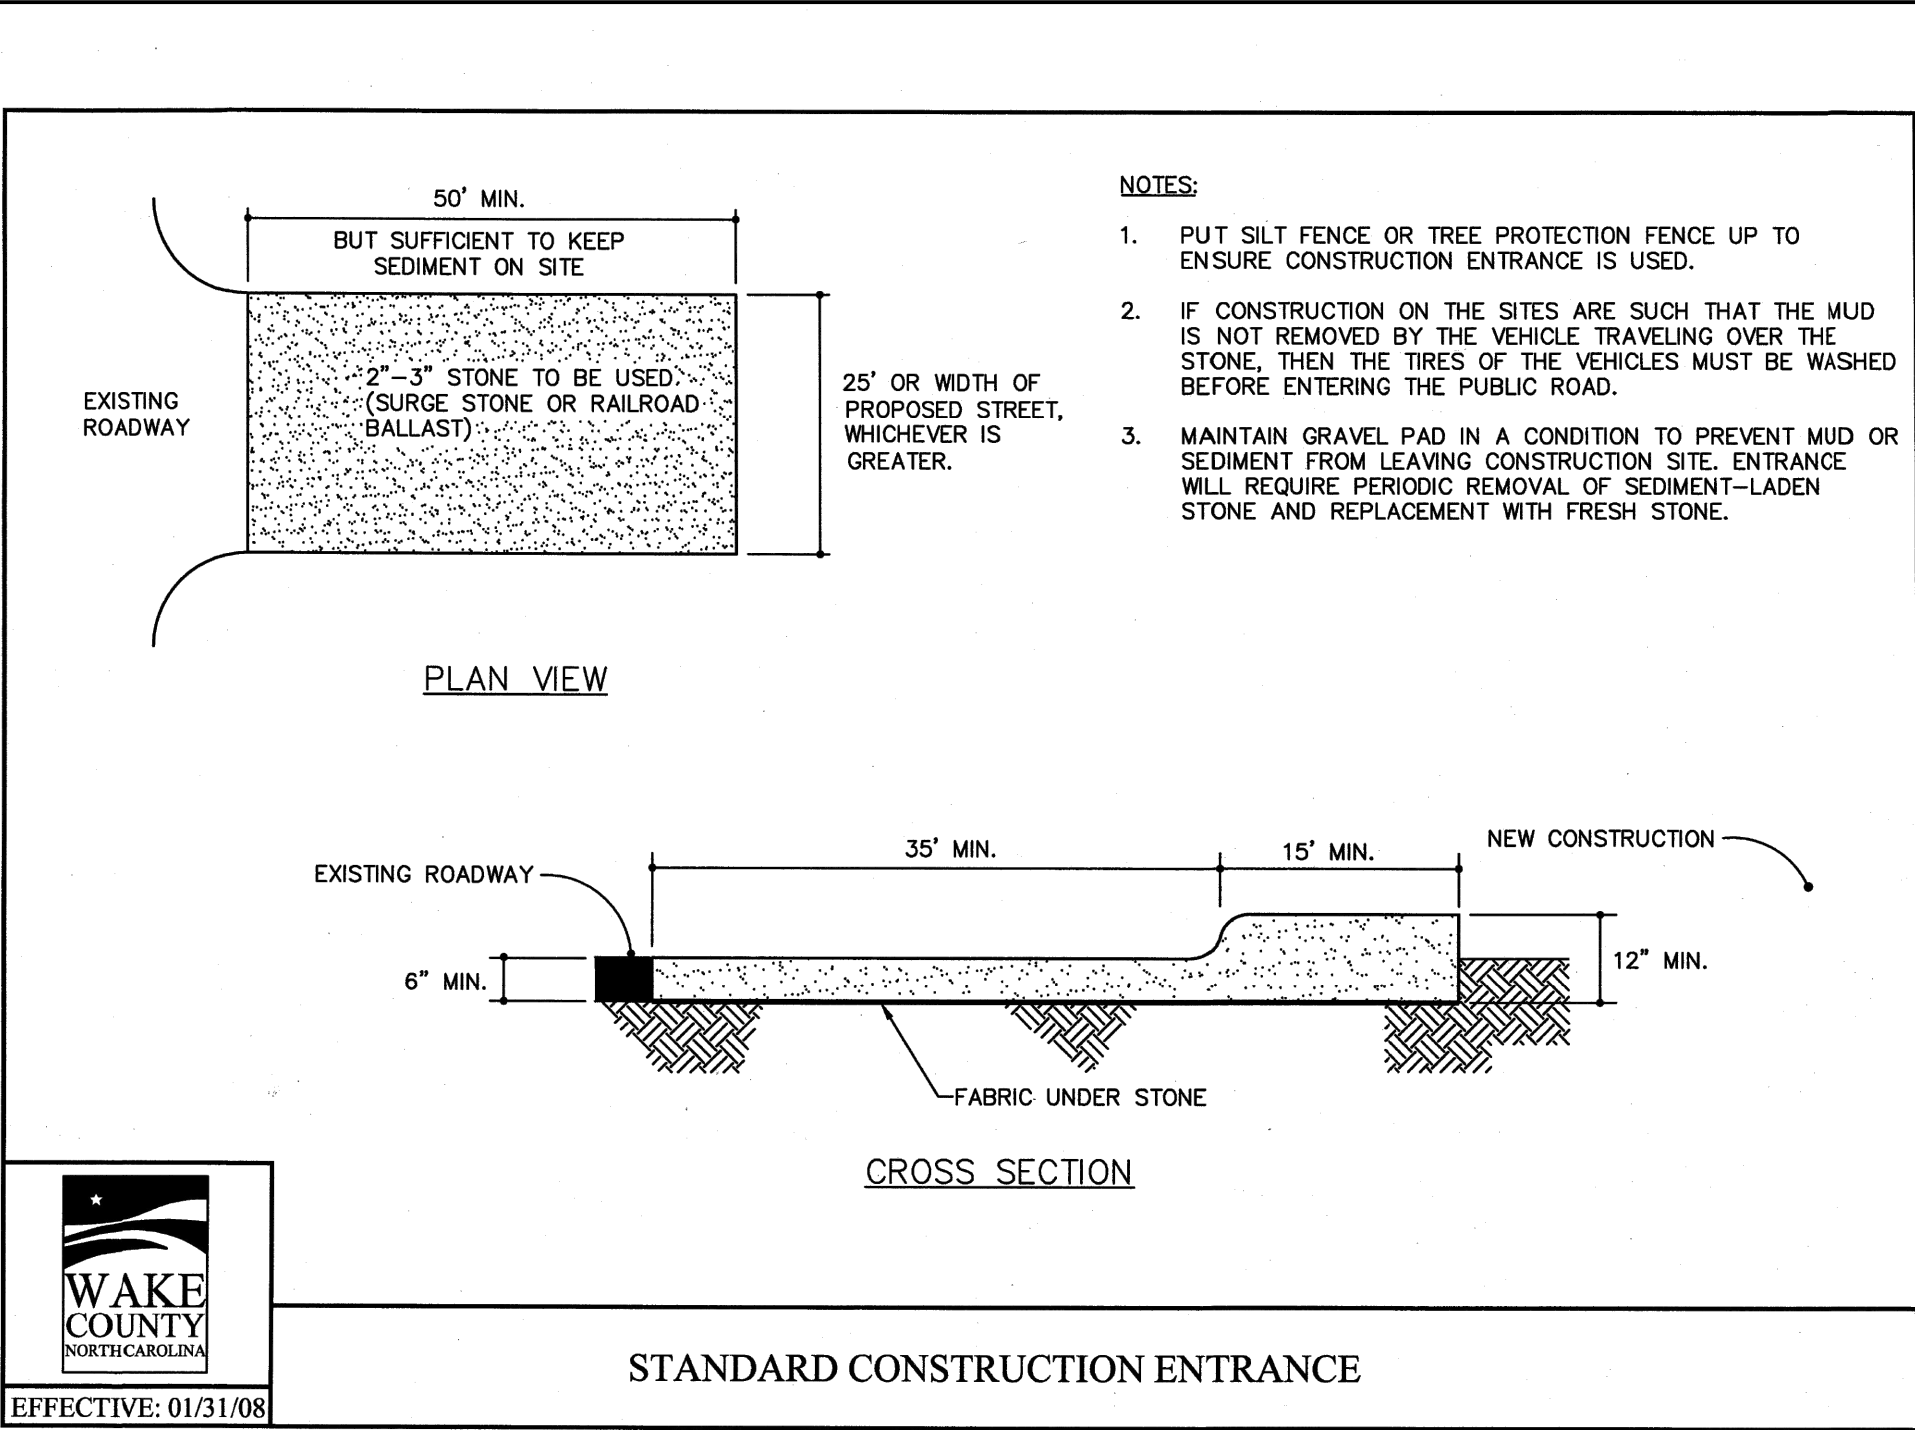 50' MIN.
BUT SUFFICIENT TO KEEP
SEDIMENT ON SITE
EXISTING
ROADWAY
2"-3" STONE TO BE USED.
(SURGE STONE OR RAILROAD
BALLAST)
25' OR WIDTH OF
PROPOSED STREET,
WHICHEVER IS
GREATER.
PLAN VIEW
NOTES:
1. PUT SILT FENCE OR TREE PROTECTION FENCE UP TO
ENSURE CONSTRUCTION ENTRANCE IS USED.
2. IF CONSTRUCTION ON THE SITES ARE SUCH THAT THE MUD
IS NOT REMOVED BY THE VEHICLE TRAVELING OVER THE
STONE, THEN THE TIRES OF THE VEHICLES MUST BE WASHED
BEFORE ENTERING THE PUBLIC ROAD.
3. MAINTAIN GRAVEL PAD IN A CONDITION TO PREVENT MUD OR
SEDIMENT FROM LEAVING CONSTRUCTION SITE. ENTRANCE
WILL REQUIRE PERIODIC REMOVAL OF SEDIMENT-LADEN
STONE AND REPLACEMENT WITH FRESH STONE.
35' MIN.
15' MIN.
NEW CONSTRUCTION
EXISTING ROADWAY
6" MIN.
12" MIN.
FABRIC UNDER STONE
CROSS SECTION
WAKE
COUNTY
NORTH CAROLINA
EFFECTIVE: 01/31/08
STANDARD CONSTRUCTION ENTRANCE